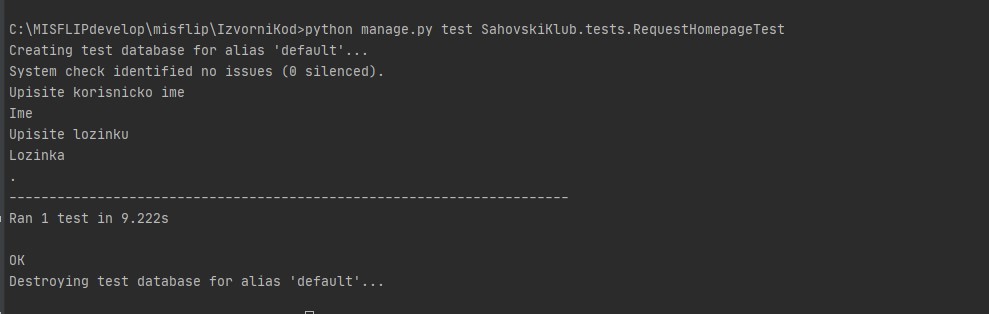 C:\MISFLIPdevelop\misflip\IzvorniKod>python manage.py test SahovskiKlub.tests.RequestHomepageTest
Creating test database for alias 'default'...
System check identified no issues (0 silenced).
Upisite korisnicko ime
Ime
Upisite lozinku
Lozinka
.
----------------------------------------------------------------------
Ran 1 test in 9.222s
OK
Destroying test database for alias 'default'...